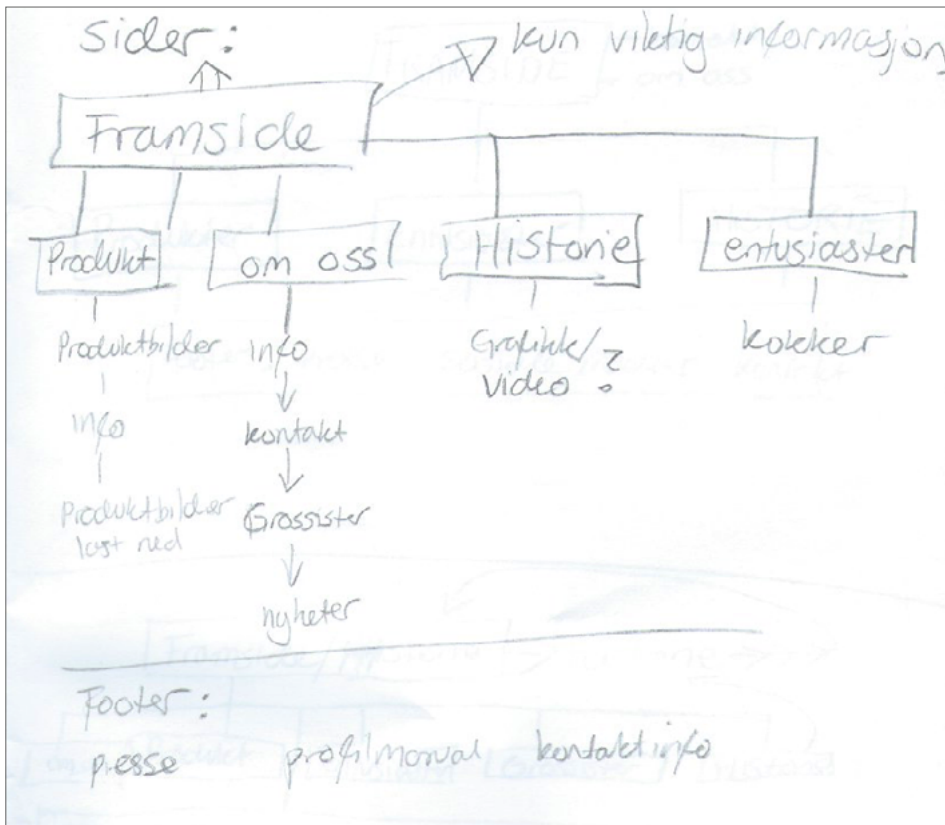 Sider:
kun viktig informasjon
Framside
Produkt
om oss
Historie
entusiaster
Produktbilder
info
Grafikk/
video?
kokker
info
kontakt
Produktbilder
last ned
Grossister
nyheter
Footer:
presse
profilmanual
kontaktinfo